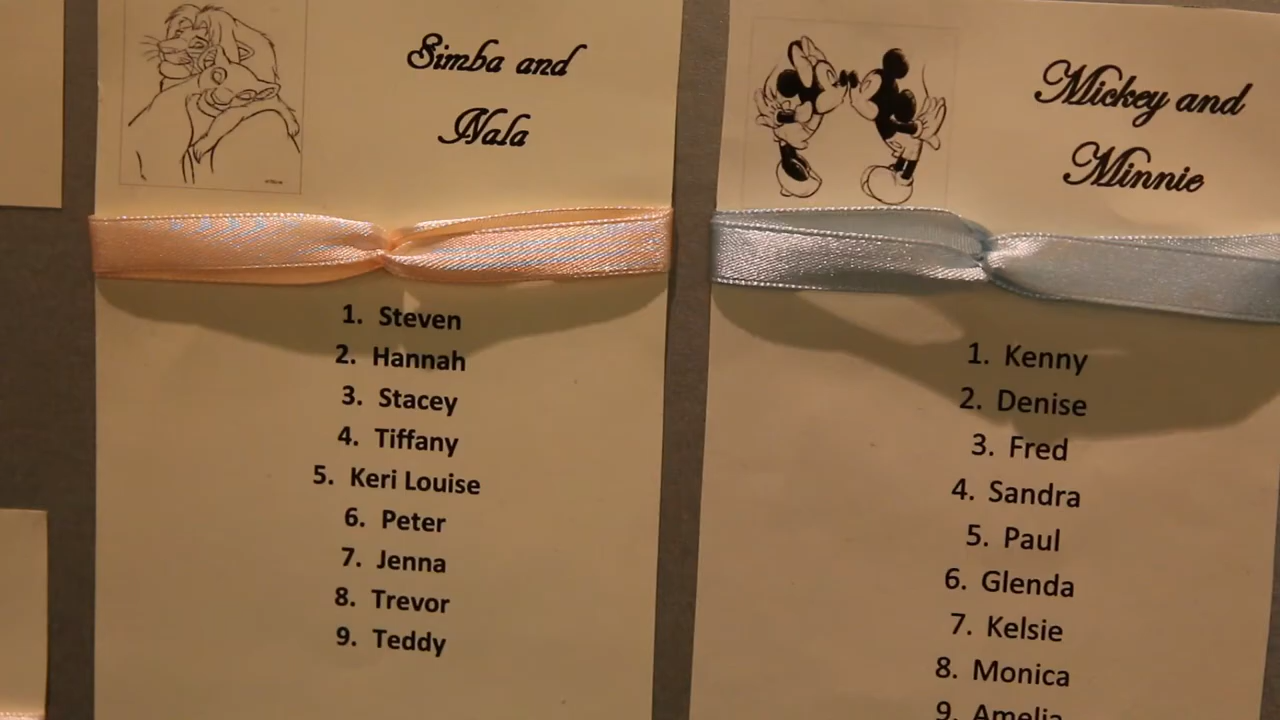 Simba and
Nala
1. Steven
2. Hannah
3. Stacey
4. Tiffany
5. Keri Louise
6. Peter
7. Jenna
8. Trevor
9. Teddy
Mickey and
Minnie
1. Kenny
2. Denise
3. Fred
4. Sandra
5. Paul
6. Glenda
7. Kelsie
8. Monica
9. Amelia